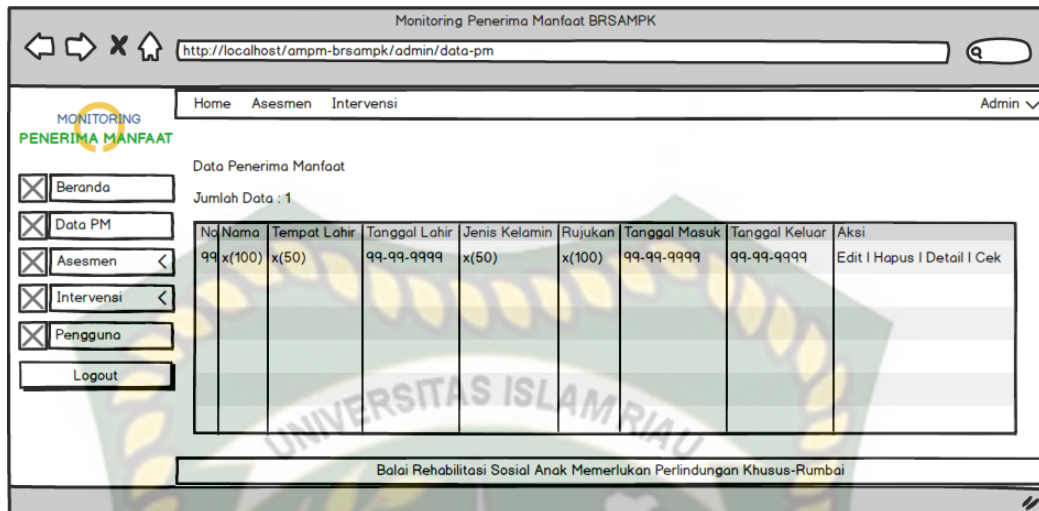 Monitoring Penerima Manfaat BRSAMPK
http://localhost/ampm-brsampk/admin/data-pm
MONITORING
PENERIMA MANFAAT
Home Asesmen Intervensi Admin
Beranda
Data PM
Asesmen
Intervensi
Pengguna
Logout
Data Penerima Manfaat
Jumlah Data : 1
No Nama Tempat Lahir Tanggal Lahir Jenis Kelamin Rujukan Tanggal Masuk Tanggal Keluar Aksi
99 x(100) x(50) 99-99-9999 x(50) x(100) 99-99-9999 99-99-9999 Edit | Hapus | Detail | Cek
UNIVERSITAS ISLAM RIAU
Balai Rehabilitasi Sosial Anak Memerlukan Perlindungan Khusus-Rumbai